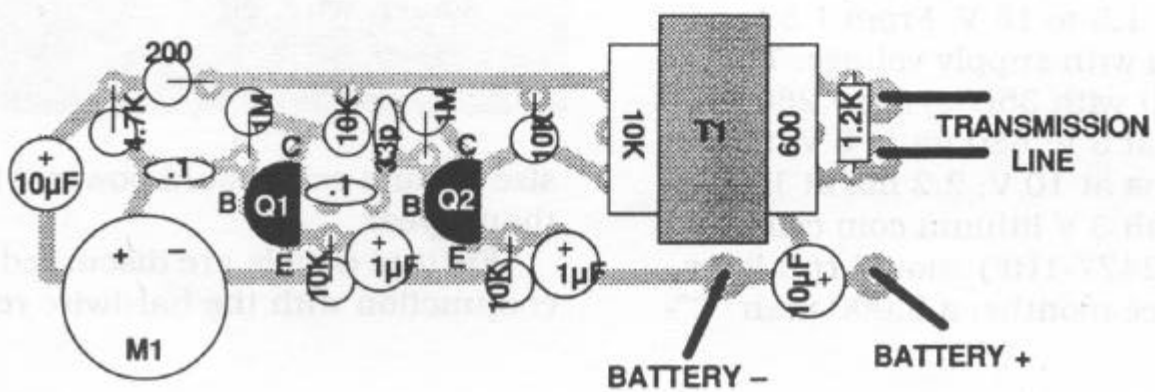 200
4.7K
1M
10K
33p
1M
10K
10K
T1
600
1.2K
TRANSMISSION
LINE
+
10µF
.1
C
B
Q1
E
.1
C
B
Q2
E
+ -
M1
10K
+
1µF
10K
+
1µF
10µF
+
BATTERY –
BATTERY +